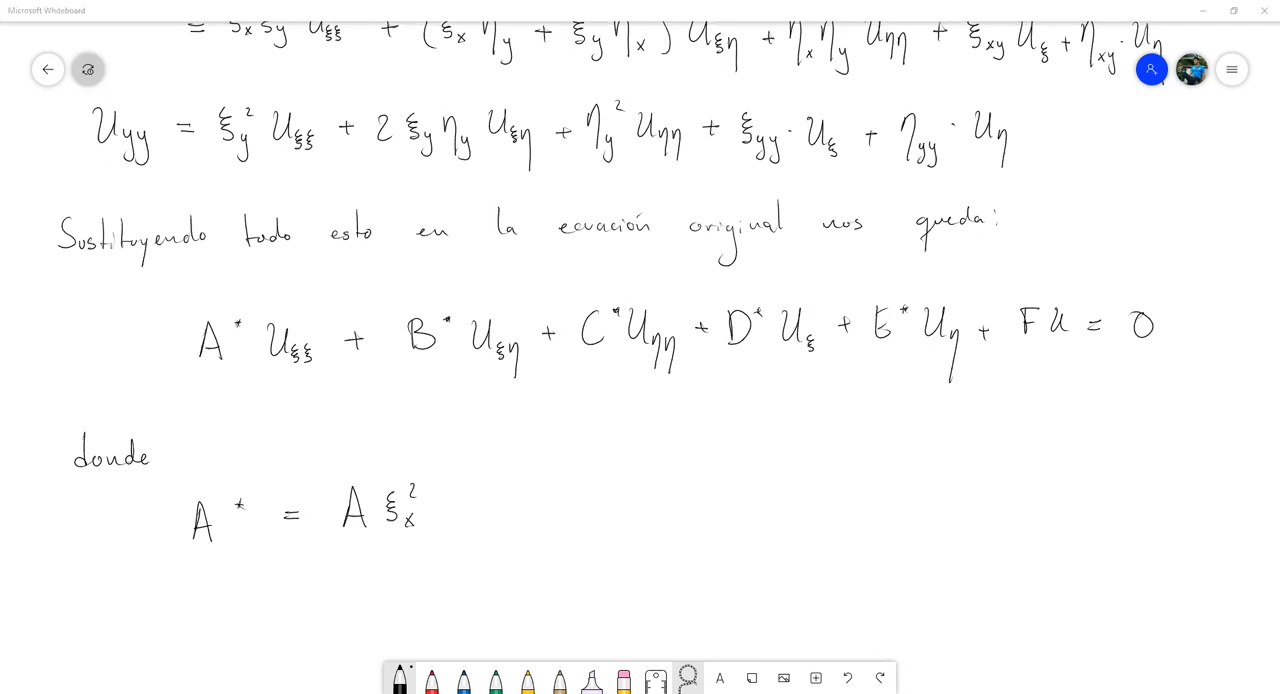 Microsoft Whiteboard
= ξx ξy Uξξ + (ξx ηy + ξy ηx) Uξη + ηx ηy Uηη + ξxy Uξ + ηxy · Uη
Uyy = ξy² Uξξ + 2 ξy ηy Uξη + ηy² Uηη + ξyy · Uξ + ηyy · Uη
Sustituyendo todo esto en la ecuación original nos queda:
A* Uξξ + B* Uξη + C* Uηη + D* Uξ + E* Uη + F u = 0
donde
A* = A ξx²
A